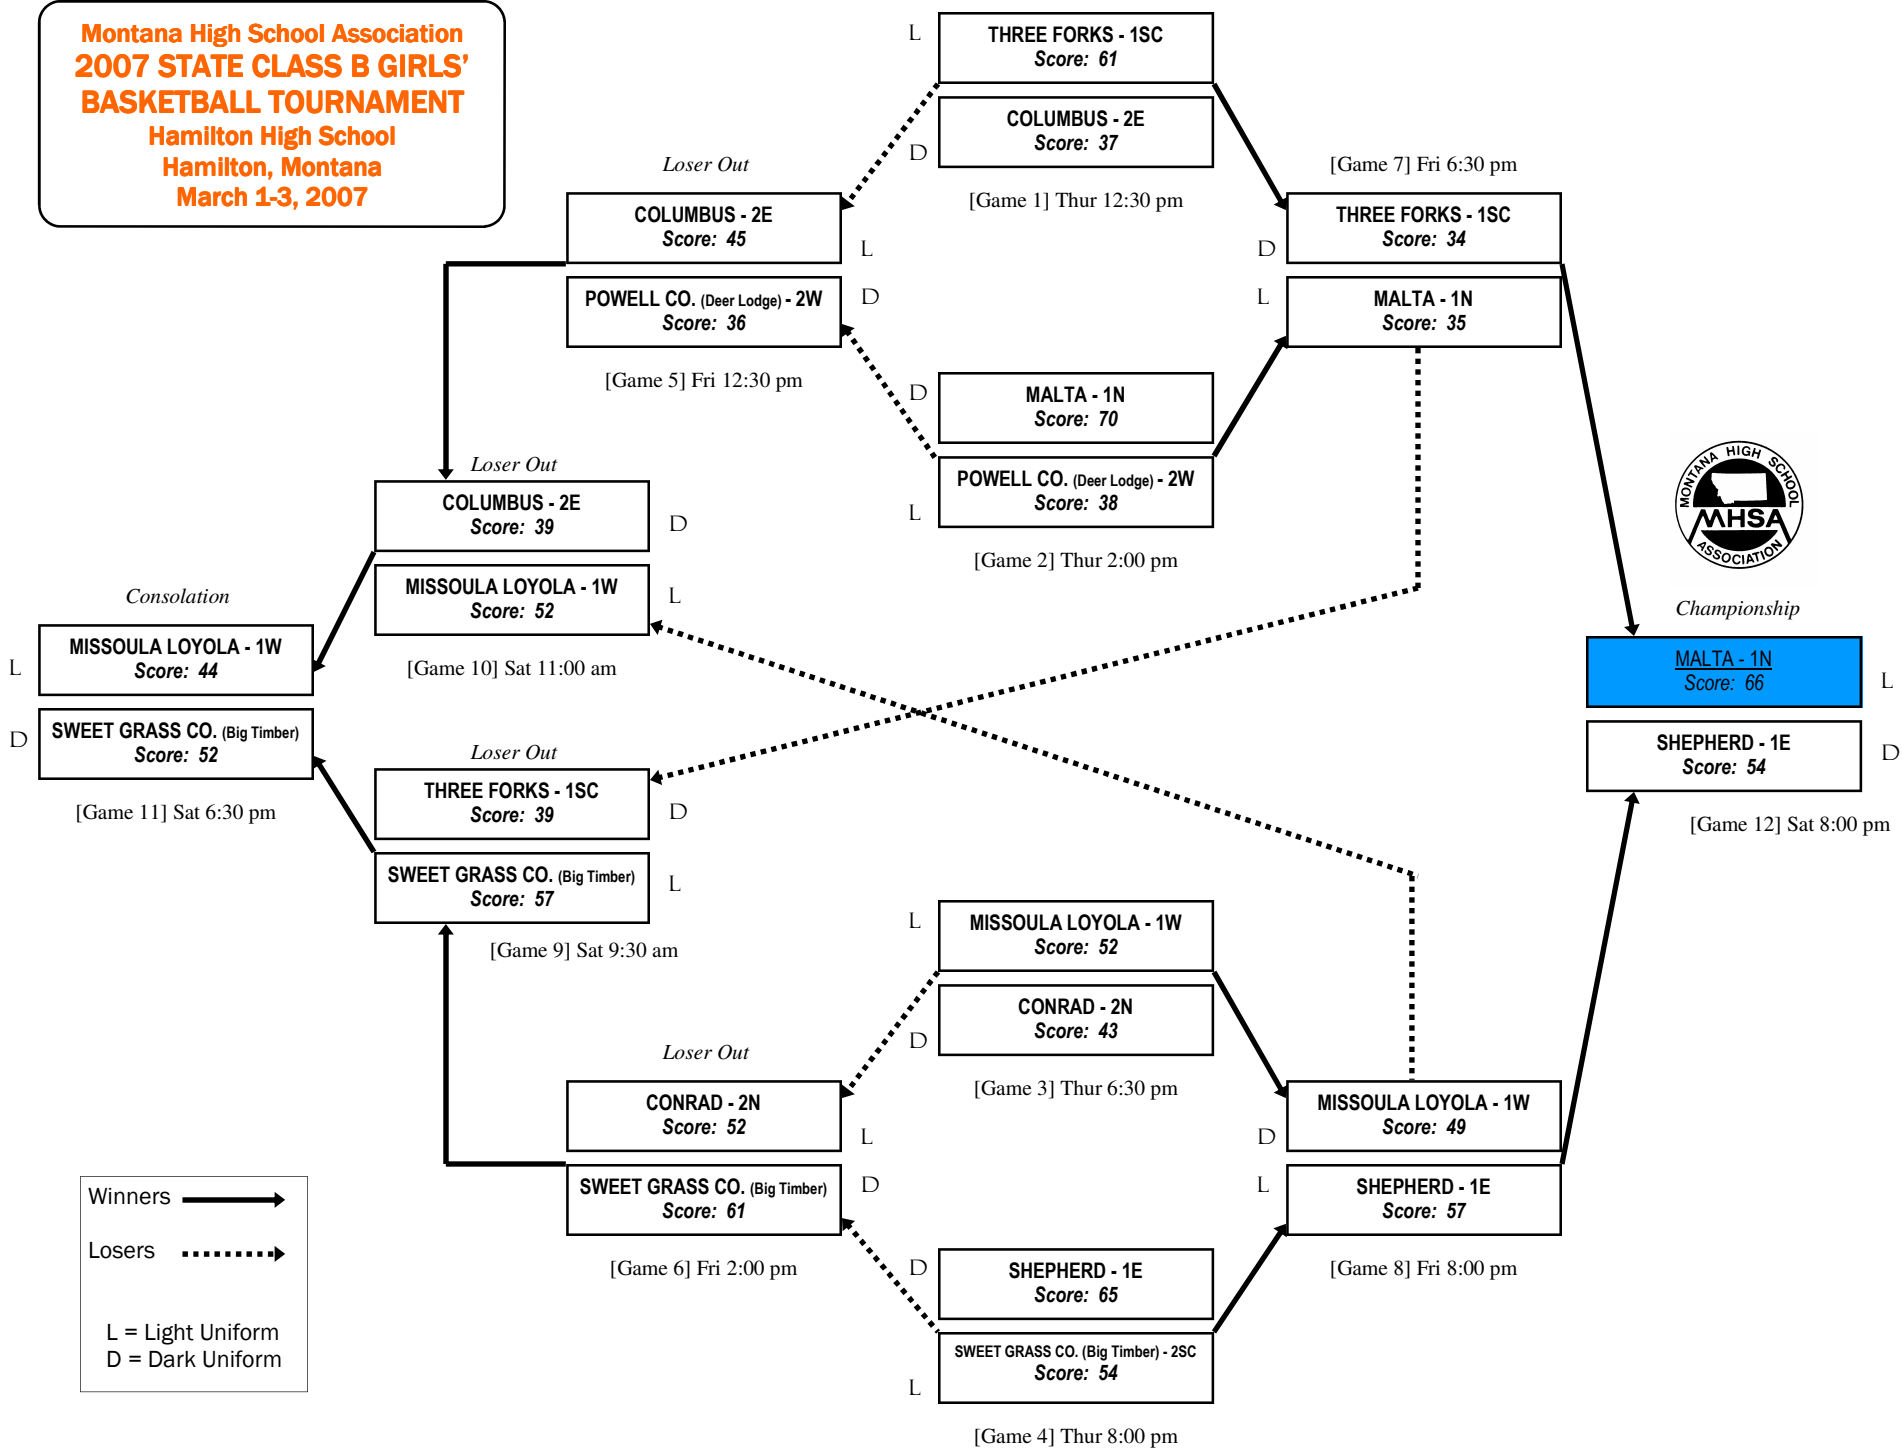 Montana High School Association
2007 STATE CLASS B GIRLS'
BASKETBALL TOURNAMENT
Hamilton High School
Hamilton, Montana
March 1-3, 2007
L
THREE FORKS - 1SC
Score: 61
COLUMBUS - 2E
Score: 37
D
[Game 1] Thur 12:30 pm
Loser Out
COLUMBUS - 2E
Score: 45
L
POWELL CO. (Deer Lodge) - 2W
Score: 36
D
[Game 5] Fri 12:30 pm
[Game 7] Fri 6:30 pm
THREE FORKS - 1SC
Score: 34
D
L
MALTA - 1N
Score: 35
D
MALTA - 1N
Score: 70
POWELL CO. (Deer Lodge) - 2W
Score: 38
L
[Game 2] Thur 2:00 pm
Loser Out
COLUMBUS - 2E
Score: 39
D
MISSOULA LOYOLA - 1W
Score: 52
L
[Game 10] Sat 11:00 am
MONTANA HIGH SCHOOL
MHSA
ASSOCIATION
Consolation
MISSOULA LOYOLA - 1W
Score: 44
L
SWEET GRASS CO. (Big Timber)
Score: 52
D
[Game 11] Sat 6:30 pm
Championship
MALTA - 1N
Score: 66
L
SHEPHERD - 1E
Score: 54
D
[Game 12] Sat 8:00 pm
Loser Out
THREE FORKS - 1SC
Score: 39
D
SWEET GRASS CO. (Big Timber)
Score: 57
L
[Game 9] Sat 9:30 am
L
MISSOULA LOYOLA - 1W
Score: 52
CONRAD - 2N
Score: 43
D
[Game 3] Thur 6:30 pm
Loser Out
CONRAD - 2N
Score: 52
L
SWEET GRASS CO. (Big Timber)
Score: 61
D
[Game 6] Fri 2:00 pm
MISSOULA LOYOLA - 1W
Score: 49
D
L
SHEPHERD - 1E
Score: 57
[Game 8] Fri 8:00 pm
D
SHEPHERD - 1E
Score: 65
SWEET GRASS CO. (Big Timber) - 2SC
Score: 54
L
[Game 4] Thur 8:00 pm
Winners
Losers
L = Light Uniform
D = Dark Uniform